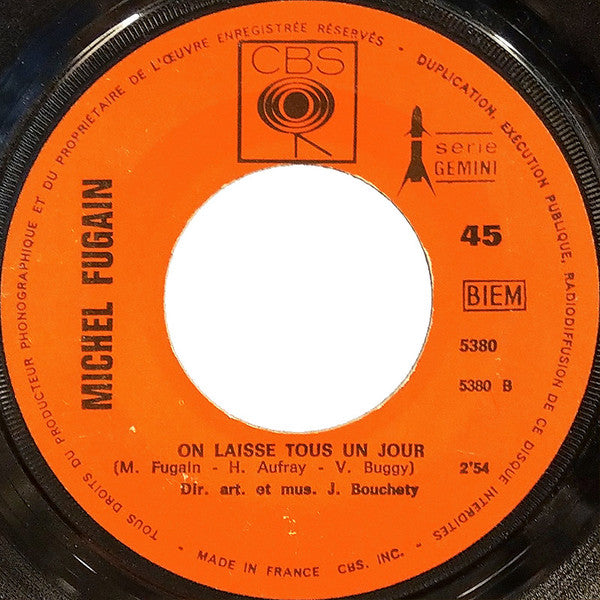 TOUS DROITS DU PRODUCTEUR PHONOGRAPHIQUE ET DU PROPRIÉTAIRE DE L'ŒUVRE ENREGISTRÉE RÉSERVÉS - DUPLICATION, EXÉCUTION PUBLIQUE, RADIODIFFUSION DE CE DISQUE INTERDITES
CBS
série
GEMINI
MICHEL FUGAIN
45
BIEM
5380
5380 B
ON LAISSE TOUS UN JOUR
(M. Fugain - H. Aufray - V. Buggy) 2'54
Dir. art. et mus. J. Bouchety
MADE IN FRANCE CBS, INC.